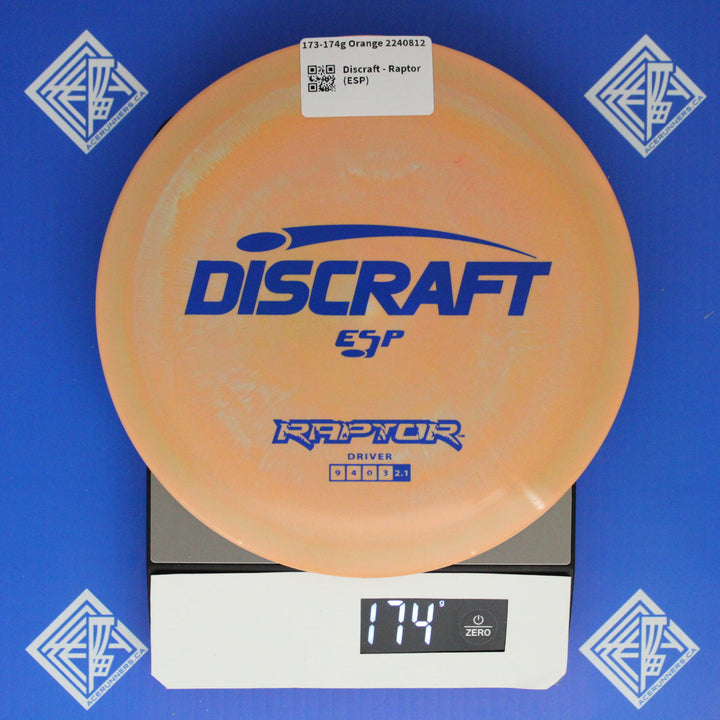 173-174g Orange 2240812
Discraft - Raptor
(ESP)
DISCRAFT
ESP
RAPTOR
DRIVER
9 4 0 3 2.1
174 g
ZERO
ACERUNNERS.CA
ACERUNNERS.CA
ACERUNNERS.CA
ACERUNNERS.CA